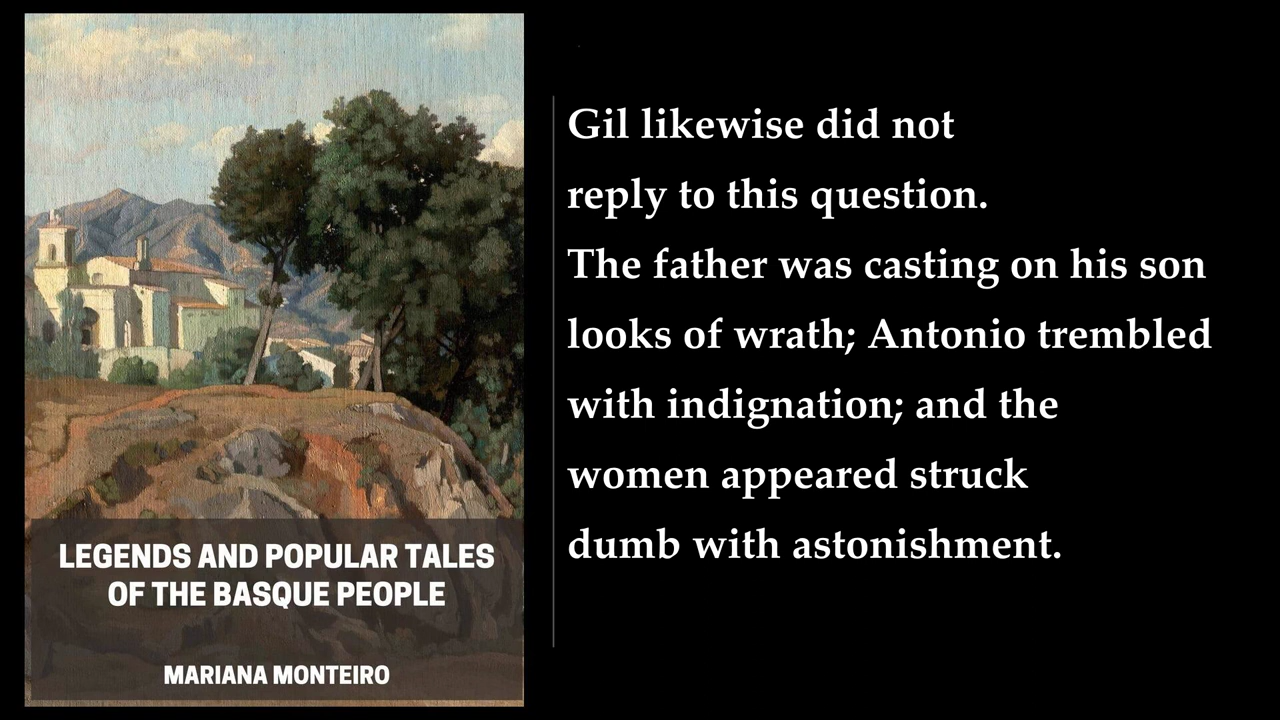 LEGENDS AND POPULAR TALES
OF THE BASQUE PEOPLE
MARIANA MONTEIRO
Gil likewise did not
reply to this question.
The father was casting on his son
looks of wrath; Antonio trembled
with indignation; and the
women appeared struck
dumb with astonishment.